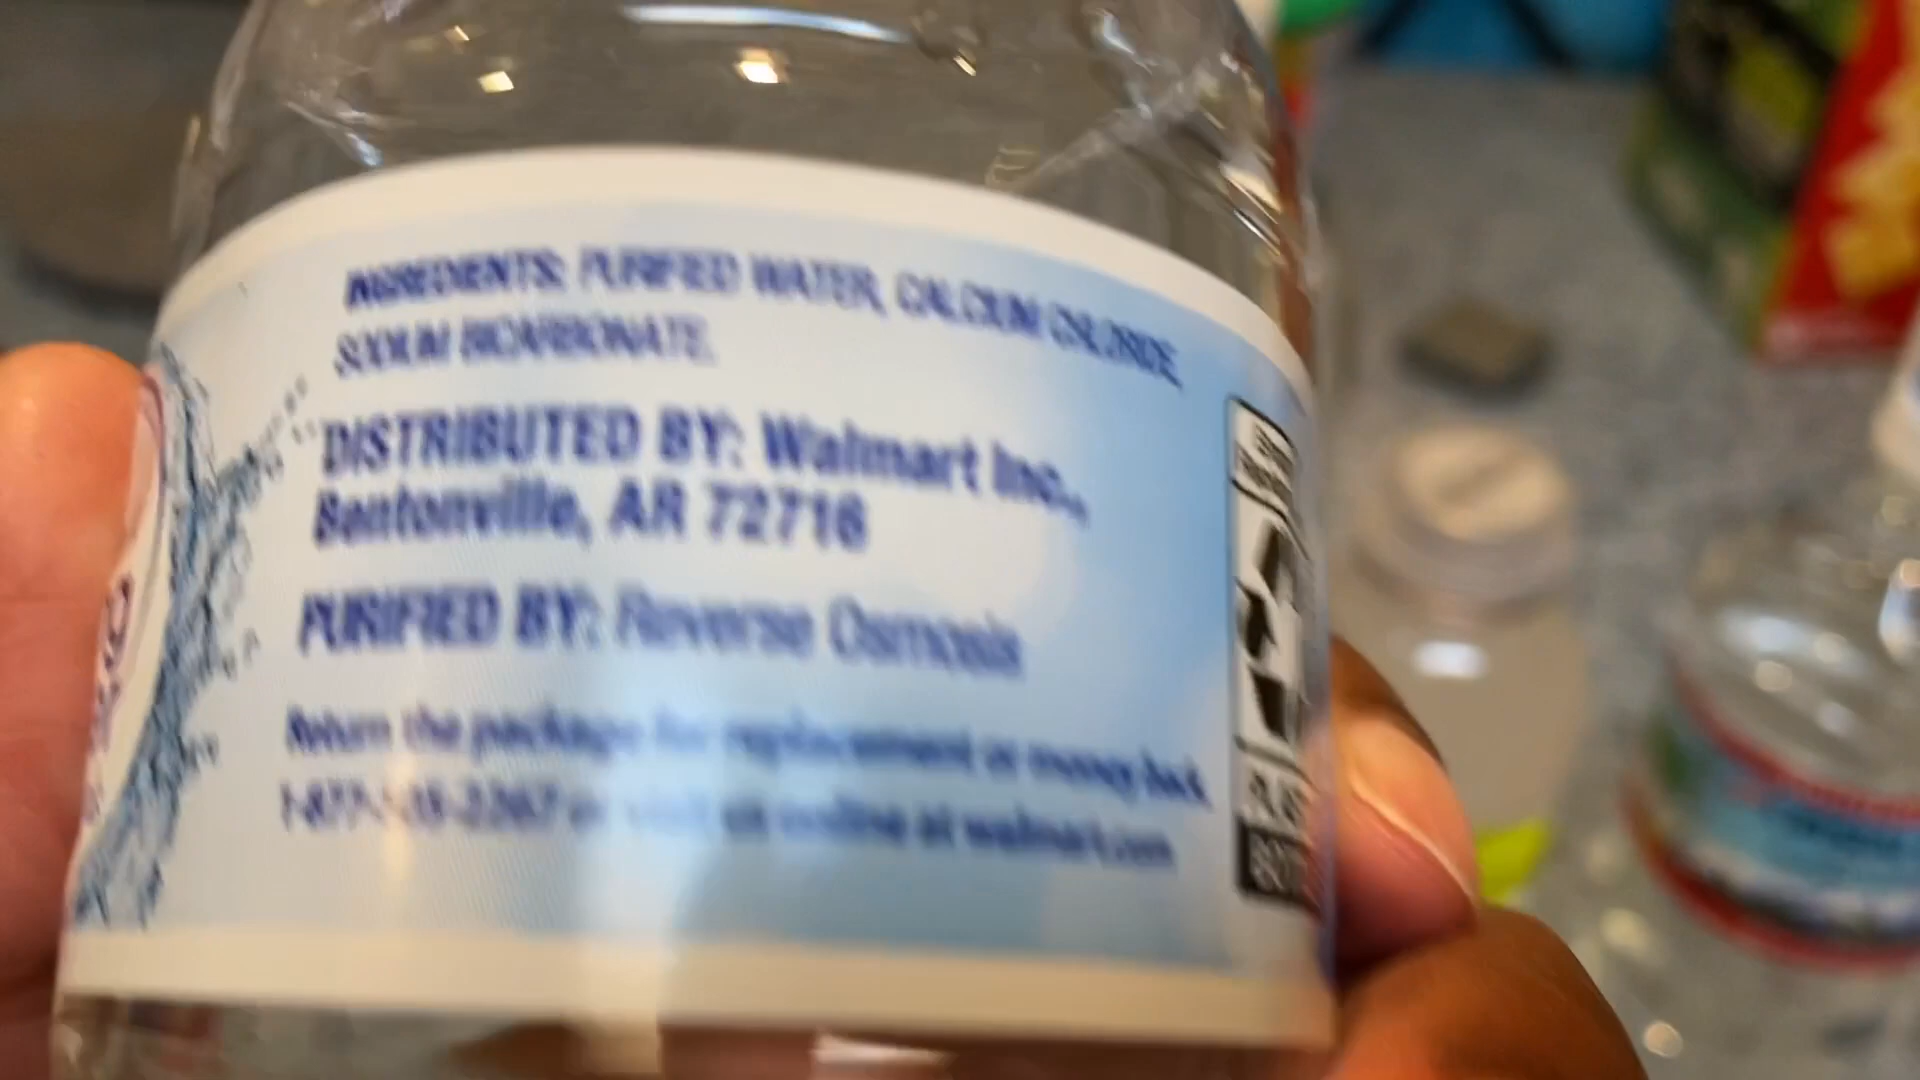 INGREDIENTS: PURIFIED WATER, CALCIUM CHLORIDE,
SODIUM BICARBONATE.
DISTRIBUTED BY: Walmart Inc.,
Bentonville, AR 72716
PURIFIED BY: Reverse Osmosis
Return the package for replacement or money back.
us online at walmart.com